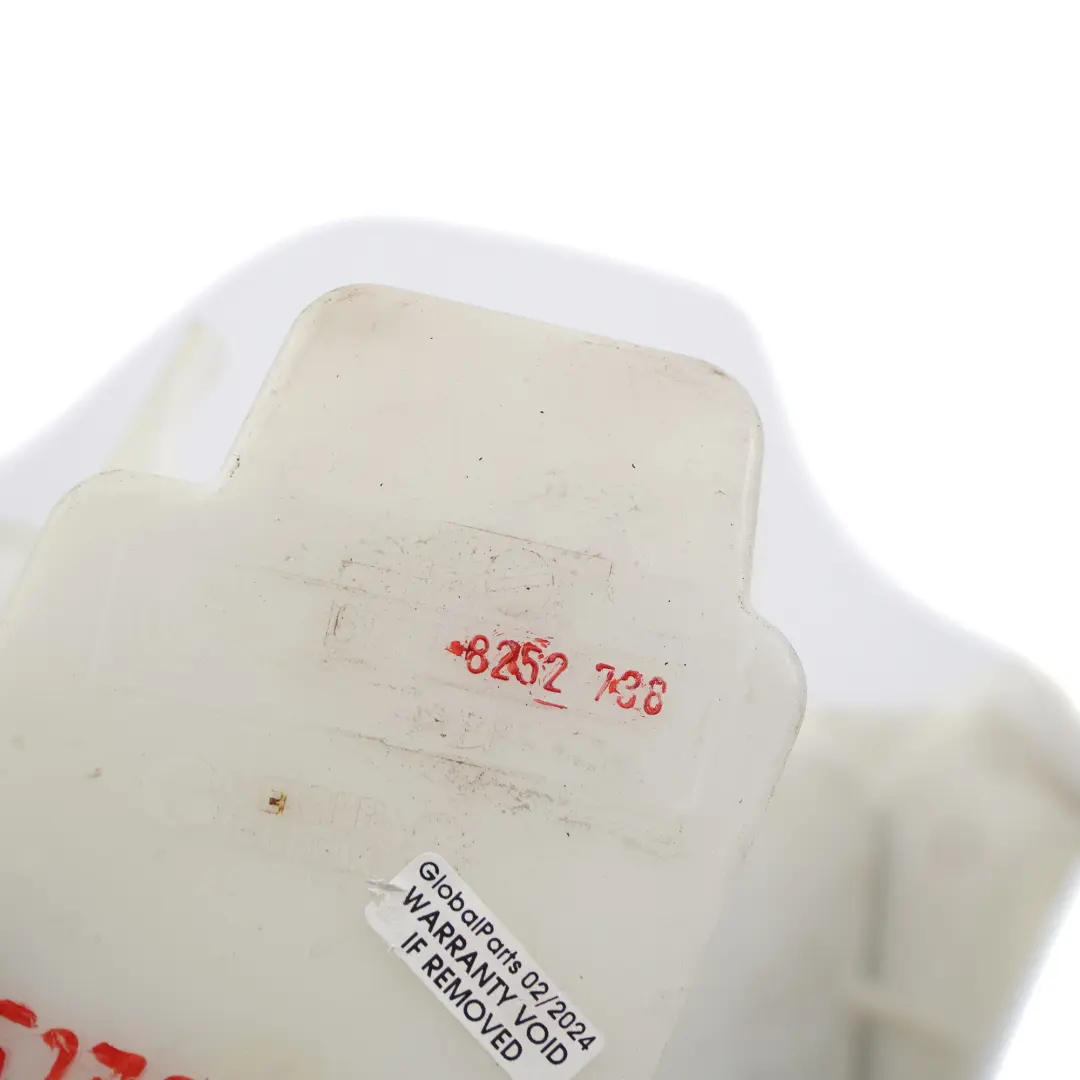 8252 738
GlobalParts 02/2024
WARRANTY VOID
IF REMOVED